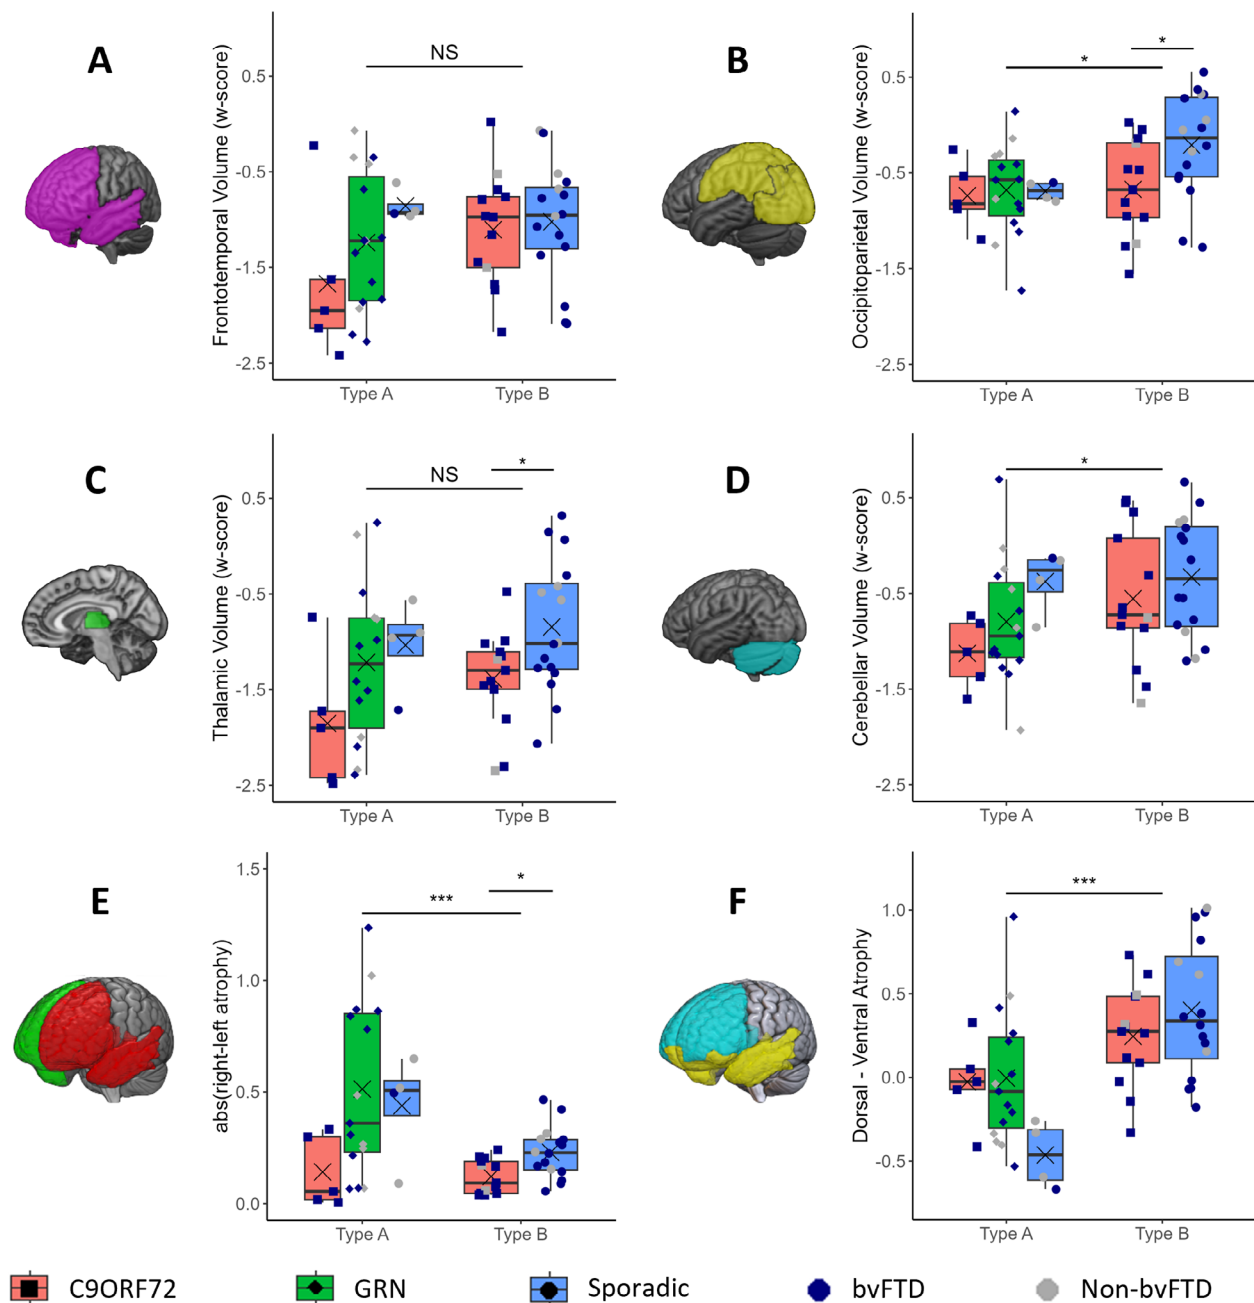 A
Frontotemporal Volume (w-score)
0.5
-0.5
-1.5
-2.5
NS
Type A
Type B
B
Occipitoparietal Volume (w-score)
0.5
-0.5
-1.5
-2.5
*
*
Type A
Type B
C
Thalamic Volume (w-score)
0.5
-0.5
-1.5
-2.5
NS
*
Type A
Type B
D
Cerebellar Volume (w-score)
0.5
-0.5
-1.5
-2.5
*
Type A
Type B
E
abs(right-left atrophy)
1.5
1.0
0.5
0.0
***
*
Type A
Type B
F
Dorsal - Ventral Atrophy
1.0
0.5
0.0
-0.5
***
Type A
Type B
C9ORF72 GRN Sporadic bvFTD Non-bvFTD